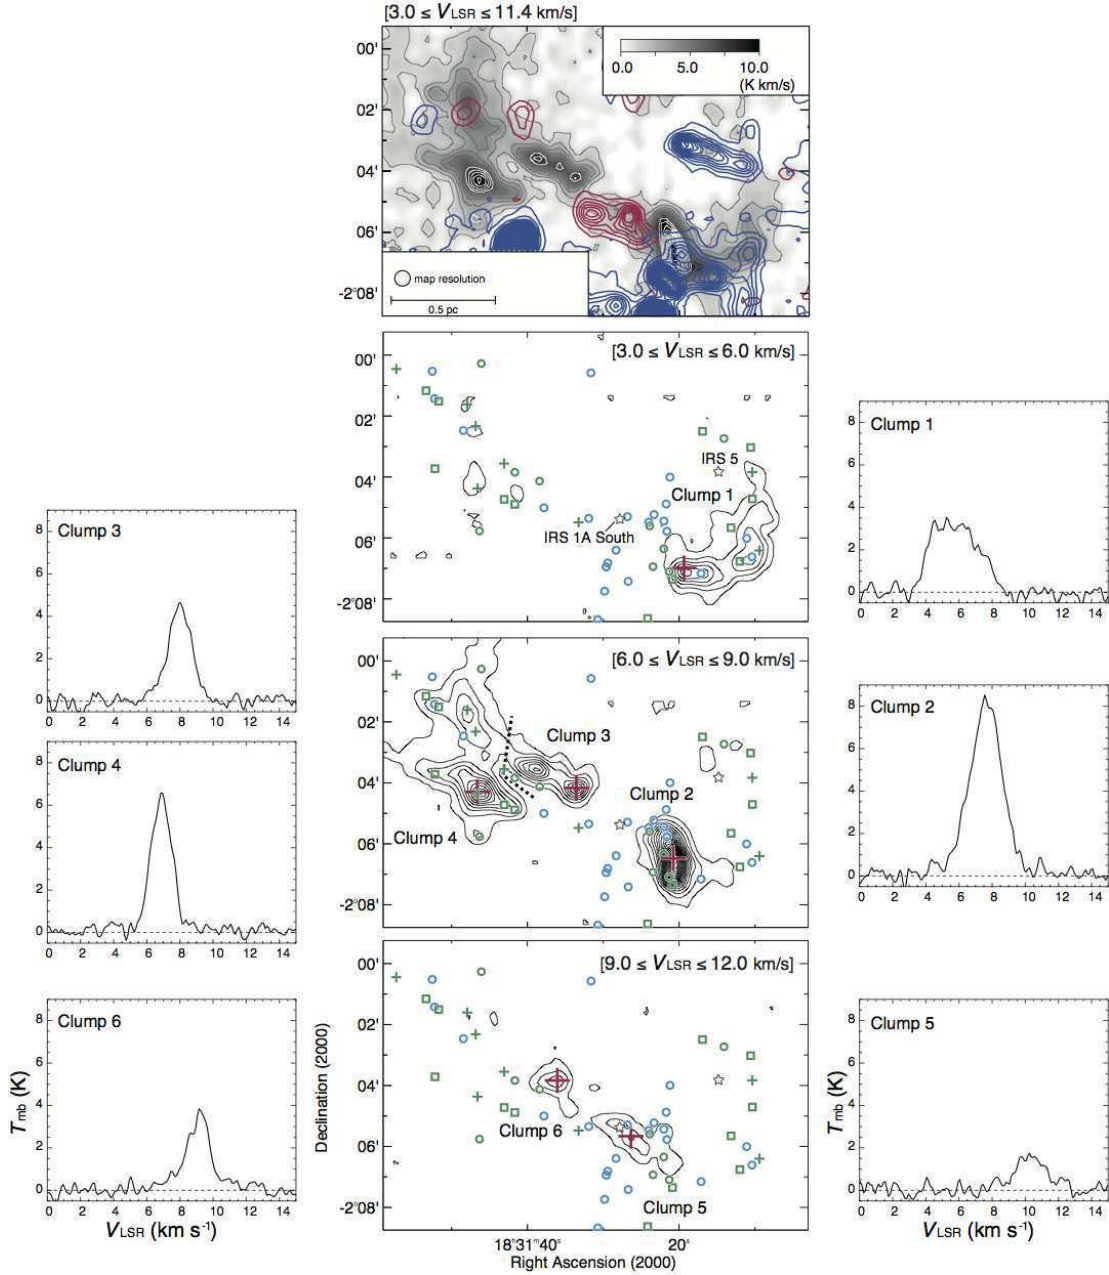 [3.0 ≤ VLSR ≤ 11.4 km/s]
00'
02'
04'
06'
-2°08'
0.0 5.0 10.0
(K km/s)
map resolution
0.5 pc
[3.0 ≤ VLSR ≤ 6.0 km/s]
00'
02'
04'
06'
-2°08'
IRS 5
Clump 1
IRS 1A South
Clump 1
8
6
4
2
0
0 2 4 6 8 10 12 14
Clump 3
8
6
4
2
0
0 2 4 6 8 10 12 14
[6.0 ≤ VLSR ≤ 9.0 km/s]
00'
02'
04'
06'
-2°08'
Clump 3
Clump 2
Clump 4
Clump 2
8
6
4
2
0
0 2 4 6 8 10 12 14
Clump 4
8
6
4
2
0
0 2 4 6 8 10 12 14
[9.0 ≤ VLSR ≤ 12.0 km/s]
00'
02'
04'
06'
-2°08'
Clump 6
Clump 5
18h31m40s 20s
Right Ascension (2000)
Declination (2000)
Clump 6
8
6
4
2
0
0 2 4 6 8 10 12 14
Tmb (K)
VLSR (km s-1)
Clump 5
8
6
4
2
0
0 2 4 6 8 10 12 14
Tmb (K)
VLSR (km s-1)